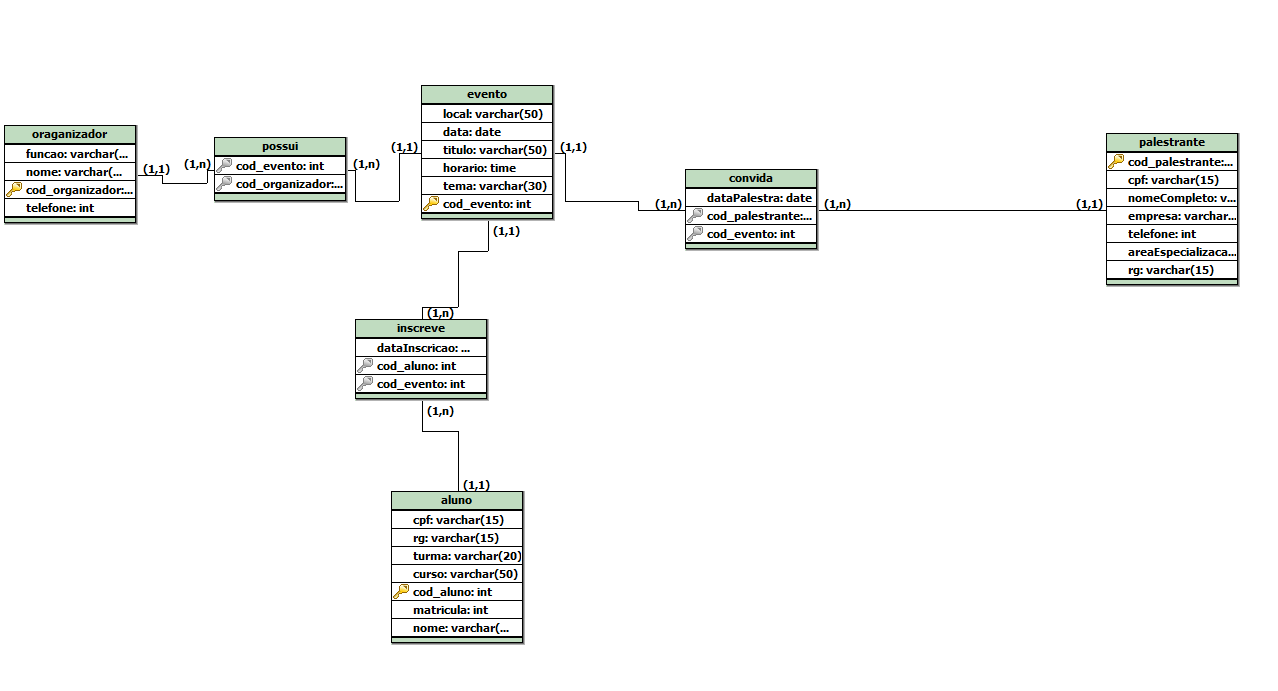 oraganizador
funcao: varchar(...
nome: varchar(...
cod_organizador:...
telefone: int
(1,1)
(1,n)
possui
cod_evento: int
cod_organizador:...
(1,n)
(1,1)
evento
local: varchar(50)
data: date
titulo: varchar(50)
horario: time
tema: varchar(30)
cod_evento: int
(1,1)
(1,n)
convida
dataPalestra: date
cod_palestrante:...
cod_evento: int
(1,n)
(1,1)
palestrante
cod_palestrante:...
cpf: varchar(15)
nomeCompleto: v...
empresa: varchar...
telefone: int
areaEspecializaca...
rg: varchar(15)
(1,1)
(1,n)
inscreve
dataInscricao: ...
cod_aluno: int
cod_evento: int
(1,n)
(1,1)
aluno
cpf: varchar(15)
rg: varchar(15)
turma: varchar(20)
curso: varchar(50)
cod_aluno: int
matricula: int
nome: varchar(...